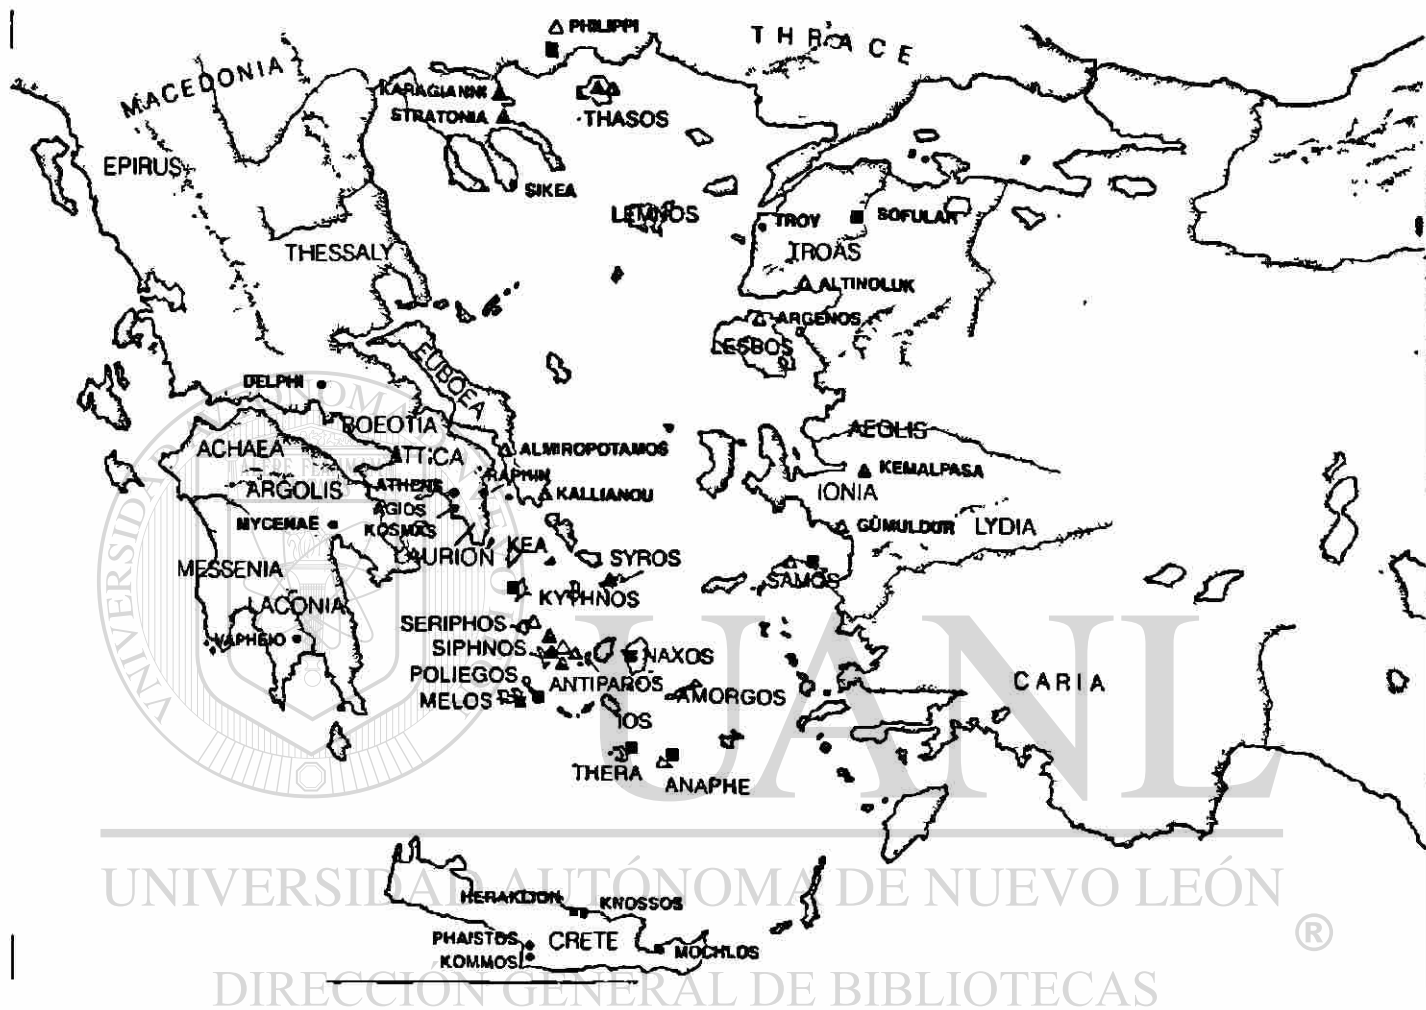 PHILIPPI
THRACE
MACEDONIA
KARAGIANNI
STRATONIA
THASOS
EPIRUS
SIKEA
LEMNOS
TROY
SOFULAR
THESSALY
TROAS
ALTINOLUK
ARGENOS
LESBOS
EUBOEA
DELPHI
BOEOTIA
AEOLIS
ACHAEA
ATTICA
ALMIROPOTAMOS
KEMALPASA
ARGOLIS
ATHENS
KALLIANOU
IONIA
AGIOS
KOSMAS
MYCENAE
GÜMULDUR
LYDIA
LAURION
KEA
SYROS
MESSENIA
SAMOS
KYTHNOS
LACONIA
SERIPHOS
VAPHEIO
SIPHNOS
NAXOS
POLIEGOS
ANTIPAROS
CARIA
MELOS
AMORGOS
IOS
THERA
ANAPHE
HERAKLION
KNOSSOS
PHAISTOS
CRETE
MOCHLOS
KOMMOS
UANL
UNIVERSIDAD AUTÓNOMA DE NUEVO LEÓN
®
DIRECCIÓN GENERAL DE BIBLIOTECAS